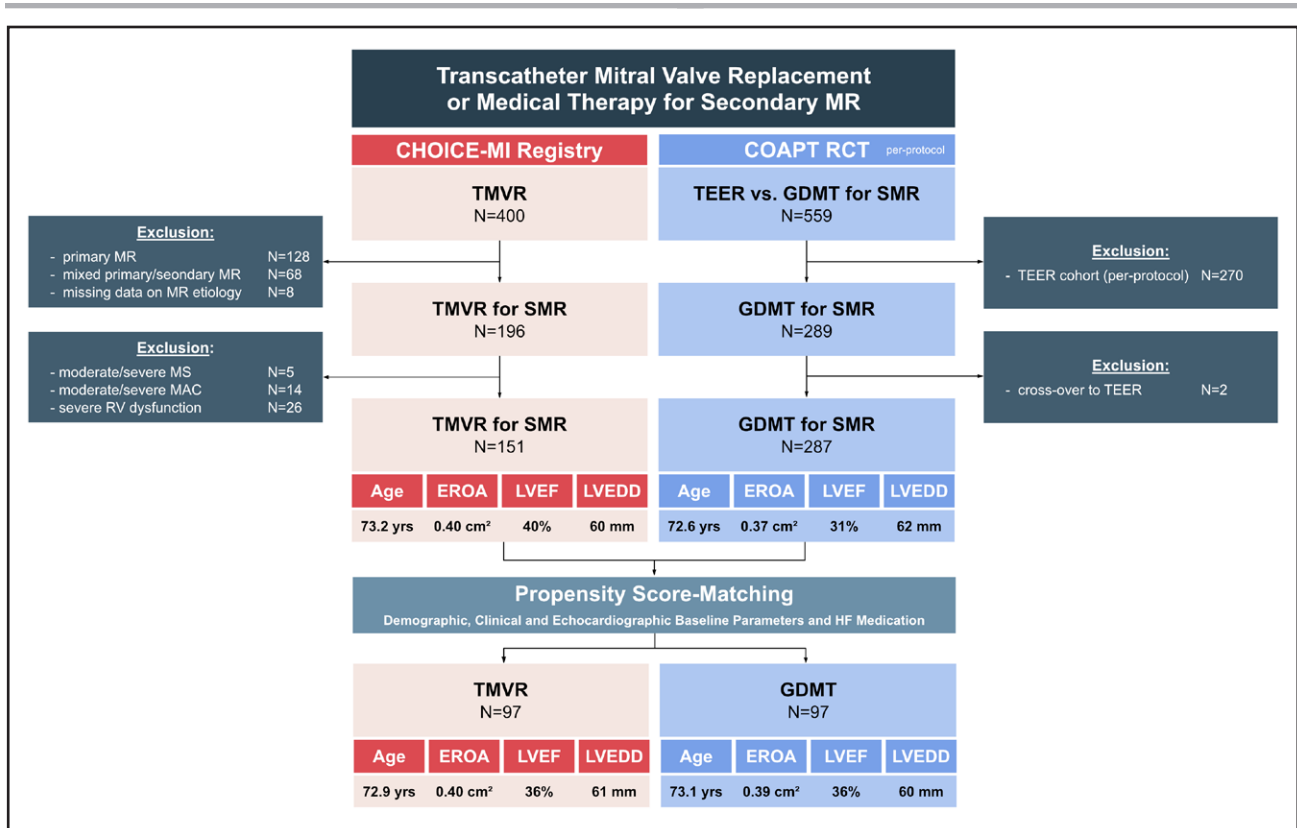 Transcatheter Mitral Valve Replacement
or Medical Therapy for Secondary MR
CHOICE-MI Registry
COAPT RCT per-protocol
TMVR
N=400
TEER vs. GDMT for SMR
N=559
Exclusion:
- primary MR N=128
- mixed primary/seondary MR N=68
- missing data on MR etiology N=8
Exclusion:
- TEER cohort (per-protocol) N=270
TMVR for SMR
N=196
GDMT for SMR
N=289
Exclusion:
- moderate/severe MS N=5
- moderate/severe MAC N=14
- severe RV dysfunction N=26
Exclusion:
- cross-over to TEER N=2
TMVR for SMR
N=151
GDMT for SMR
N=287
Age EROA LVEF LVEDD
73.2 yrs 0.40 cm² 40% 60 mm
Age EROA LVEF LVEDD
72.6 yrs 0.37 cm² 31% 62 mm
Propensity Score-Matching
Demographic, Clinical and Echocardiographic Baseline Parameters and HF Medication
TMVR
N=97
GDMT
N=97
Age EROA LVEF LVEDD
72.9 yrs 0.40 cm² 36% 61 mm
Age EROA LVEF LVEDD
73.1 yrs 0.39 cm² 36% 60 mm